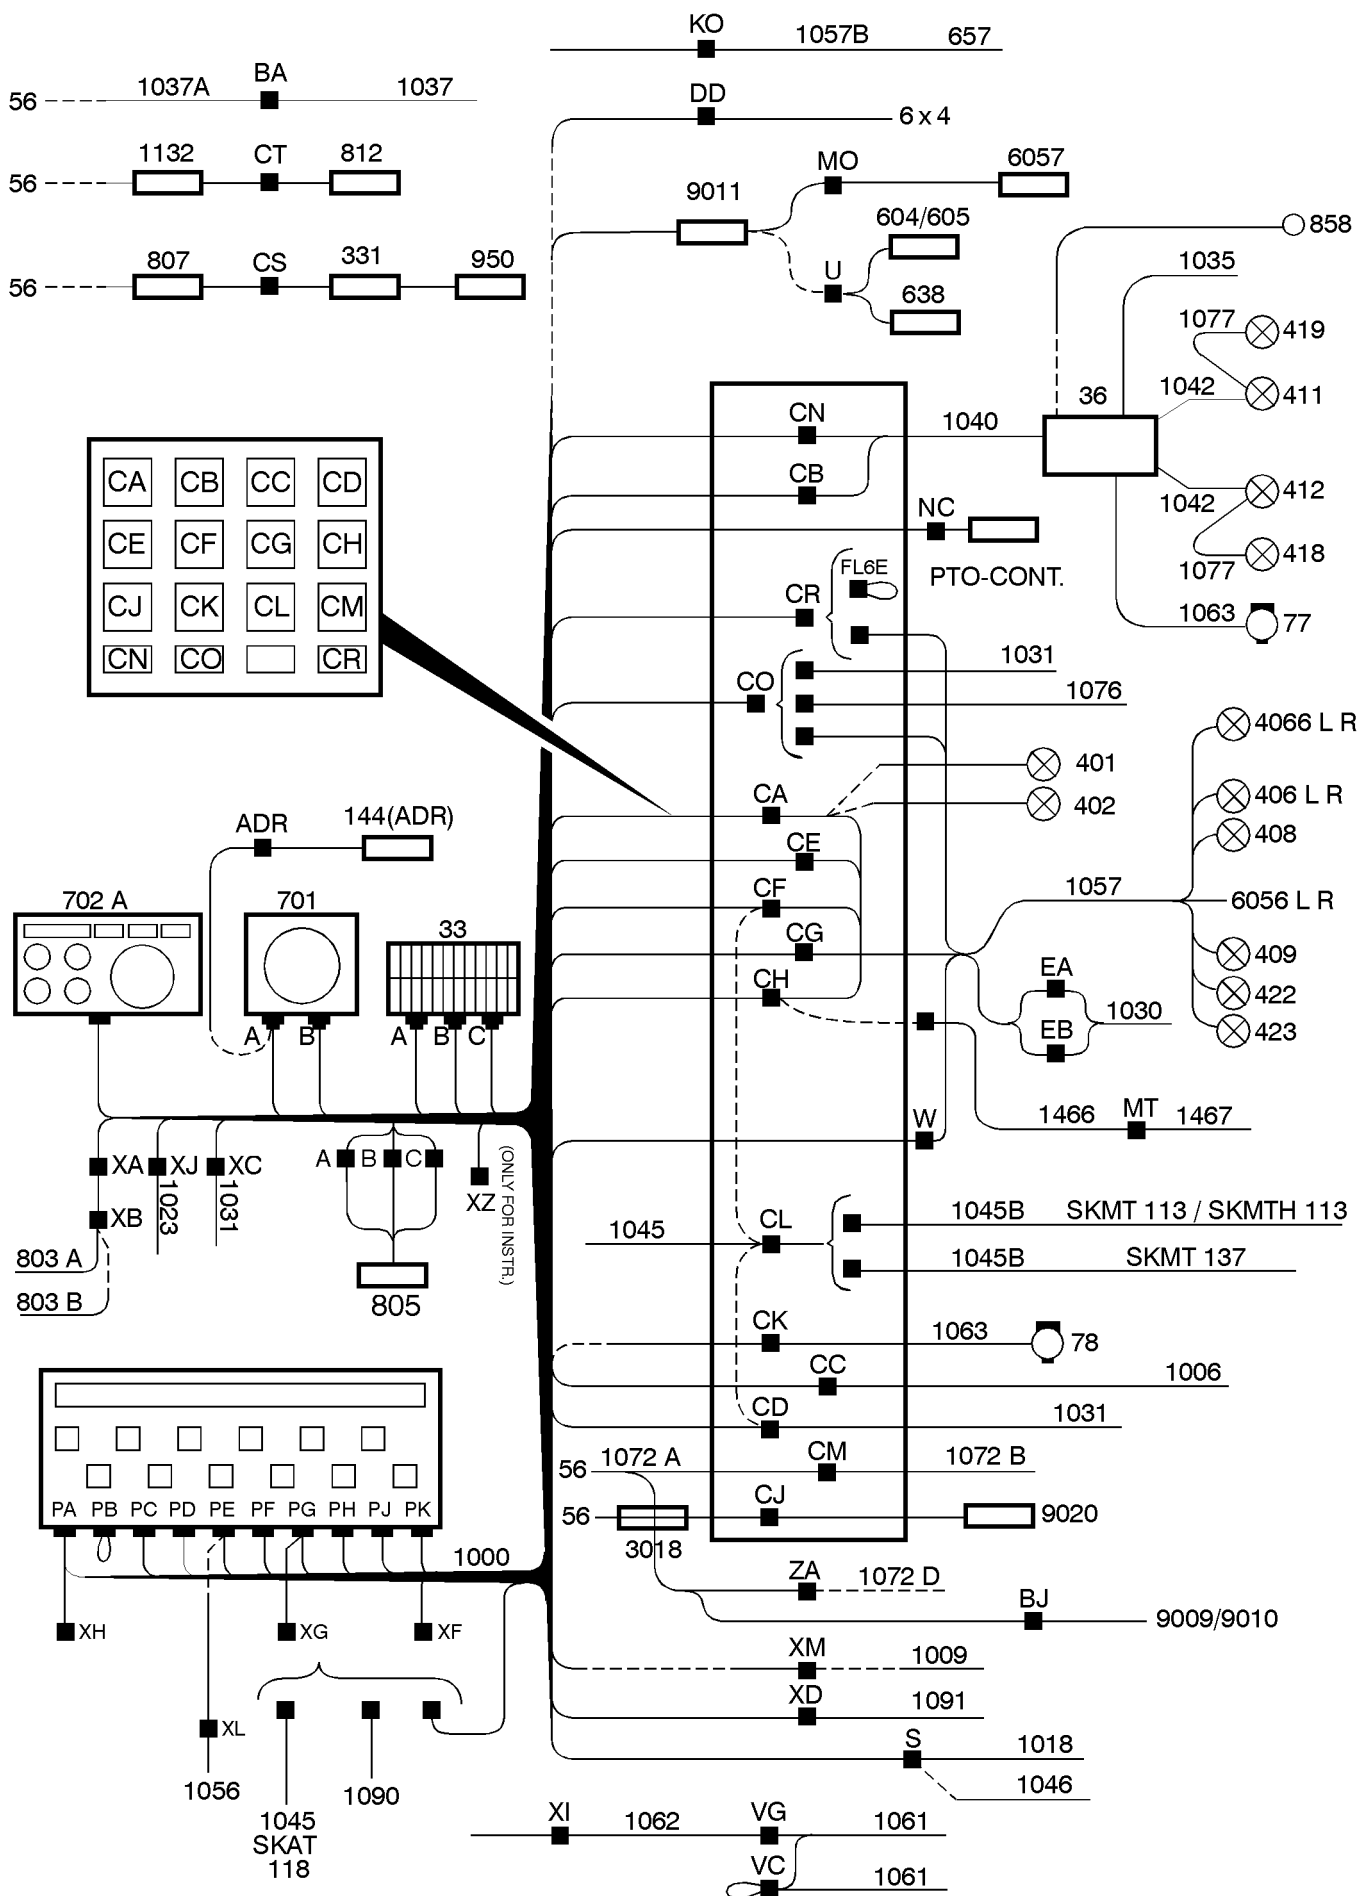 KO
1057B 657
BA
1037A 1037
56
DD
6 x 4
1132 CT 812
56
MO 6057
9011
604/605
858
807 CS 331 950
56
U
638
1035
1077 419
36
1042 411
CN 1040
CB
412
1042
418
1077
CA CB CC CD
CE CF CG CH
CJ CK CL CM
CN CO CR
NC
PTO-CONT.
FL6E
CR
1063 77
1031
CO
1076
4066 L R
401
402
406 L R
408
CA
CE
CF
CG
CH
1057
6056 L R
409
422
423
EA
EB
1030
ADR 144(ADR)
702 A 701 33
A B A B C
W
1466 MT 1467
XA XJ XC
XB
1023
1031
803 A
803 B
A B C
805
XZ
(ONLY FOR INSTR.)
1045 CL
1045B SKMT 113 / SKMTH 113
1045B SKMT 137
CK 1063 78
CC 1006
CD 1031
56 1072 A CM 1072 B
56 CJ 9020
3018
PA PB PC PD PE PF PG PH PJ PK
1000
XH XG XF
XL
1056
1045
SKAT
118
1090
ZA 1072 D
BJ 9009/9010
XM 1009
XD 1091
S 1018
1046
XI 1062 VG 1061
VC 1061